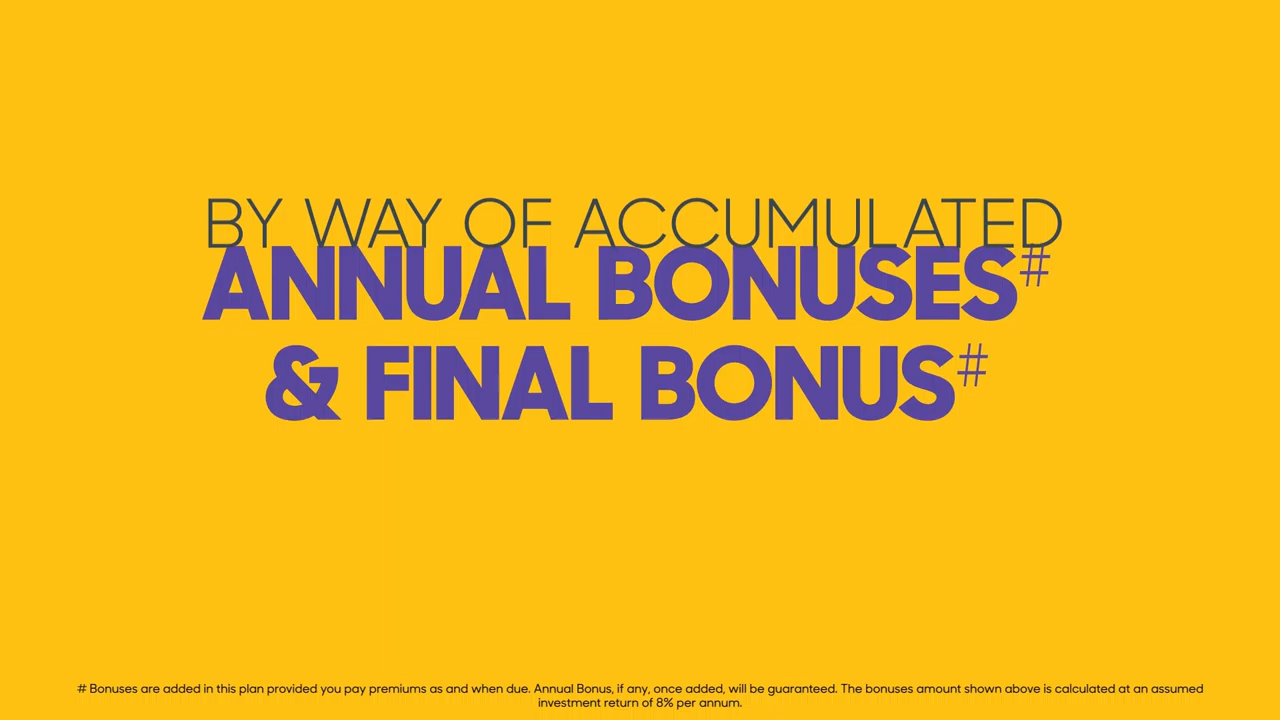 BY WAY OF ACCUMULATED
ANNUAL BONUSES#
& FINAL BONUS#
# Bonuses are added in this plan provided you pay premiums as and when due. Annual Bonus, if any, once added, will be guaranteed. The bonuses amount shown above is calculated at an assumed
investment return of 8% per annum.